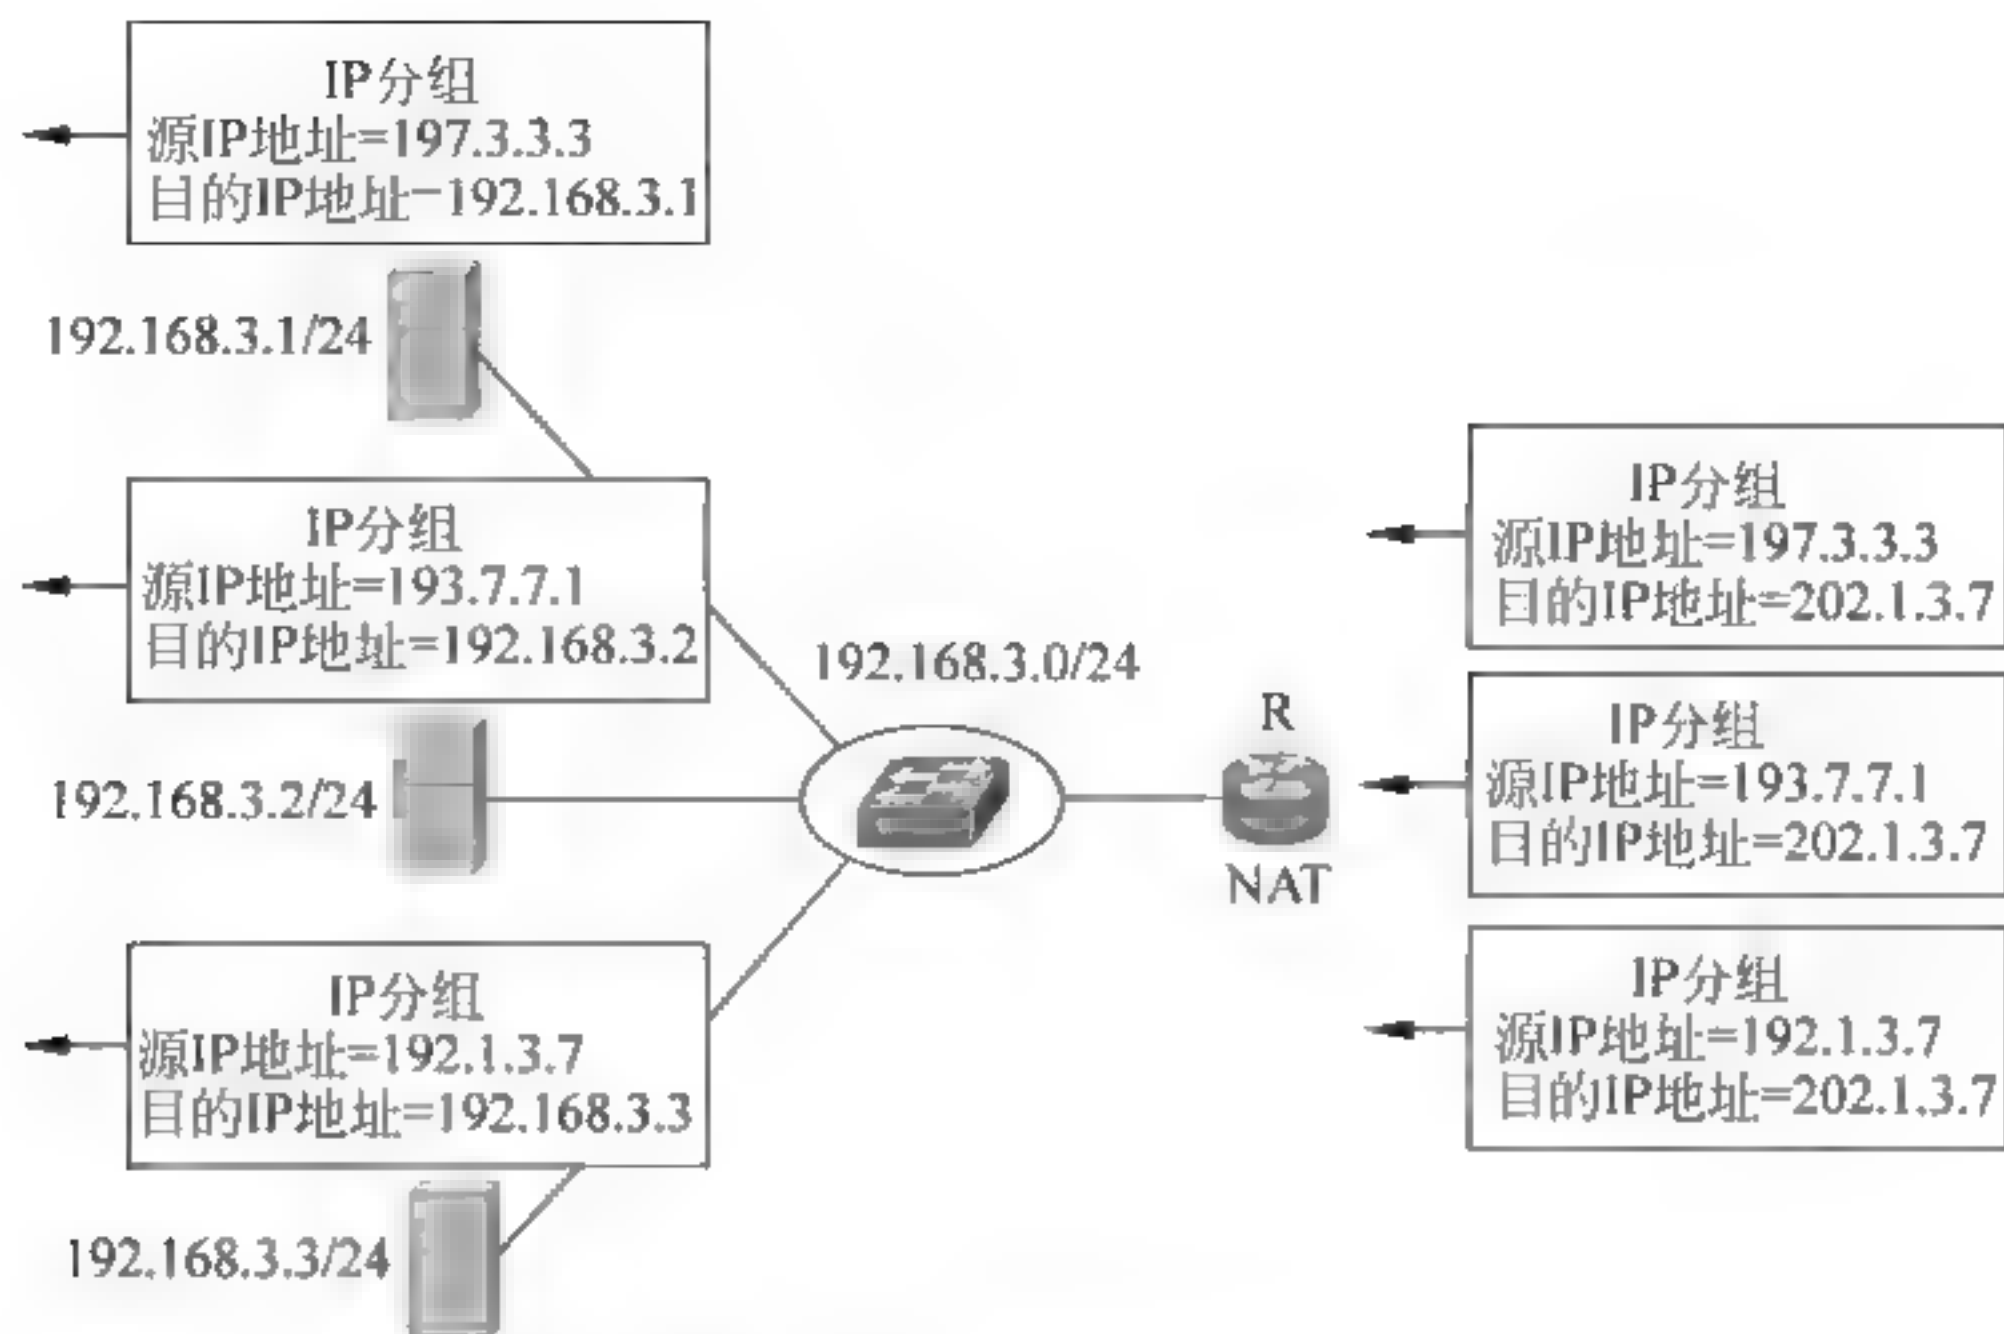 IP分组
源IP地址=197.3.3.3
目的IP地址-192.168.3.1
192.168.3.1/24
IP分组
源IP地址=193.7.7.1
目的IP地址=192.168.3.2
192.168.3.2/24
IP分组
源IP地址=192.1.3.7
目的IP地址=192.168.3.3
192.168.3.3/24
192.168.3.0/24
R
NAT
IP分组
源IP地址=197.3.3.3
目的IP地址=202.1.3.7
IP分组
源IP地址=193.7.7.1
目的IP地址=202.1.3.7
IP分组
源IP地址=192.1.3.7
目的IP地址=202.1.3.7